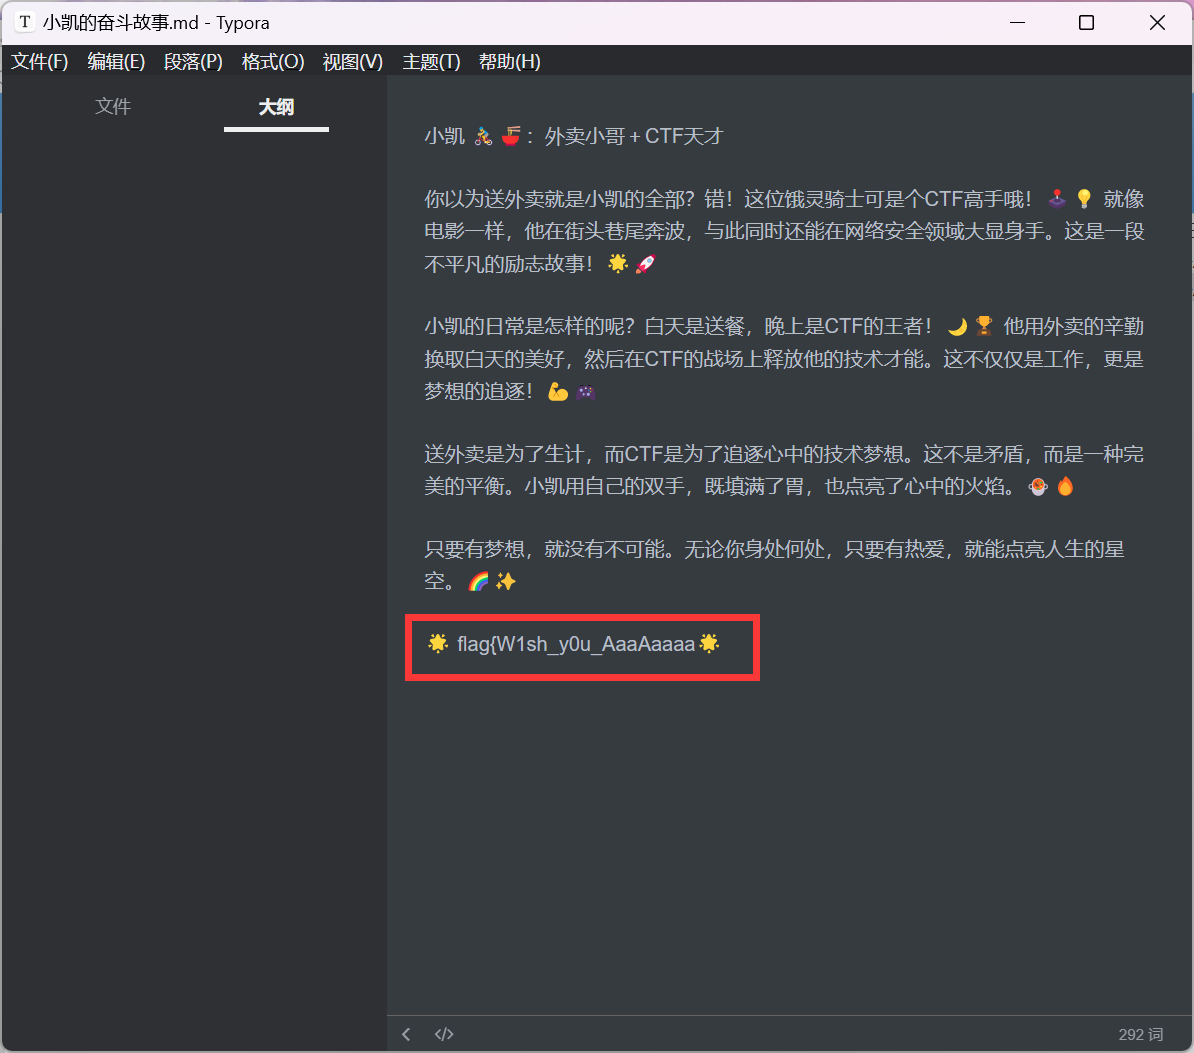 小凯的奋斗故事.md - Typora
文件(F) 编辑(E) 段落(P) 格式(O) 视图(V) 主题(T) 帮助(H)
文件 大纲
小凯 🚴🍜：外卖小哥 + CTF天才
你以为送外卖就是小凯的全部？错！这位饿灵骑士可是个CTF高手哦！🕹️💡 就像
电影一样，他在街头巷尾奔波，与此同时还能在网络安全领域大显身手。这是一段
不平凡的励志故事！🌟🚀
小凯的日常是怎样的呢？白天是送餐，晚上是CTF的王者！🌙🏆 他用外卖的辛勤
换取白天的美好，然后在CTF的战场上释放他的技术才能。这不仅仅是工作，更是
梦想的追逐！💪🎮
送外卖是为了生计，而CTF是为了追逐心中的技术梦想。这不是矛盾，而是一种完
美的平衡。小凯用自己的双手，既填满了胃，也点亮了心中的火焰。🥘🔥
只要有梦想，就没有不可能。无论你身处何处，只要有热爱，就能点亮人生的星
空。🌈✨
🌟 flag{W1sh_y0u_AaaAaaaa🌟
292 词